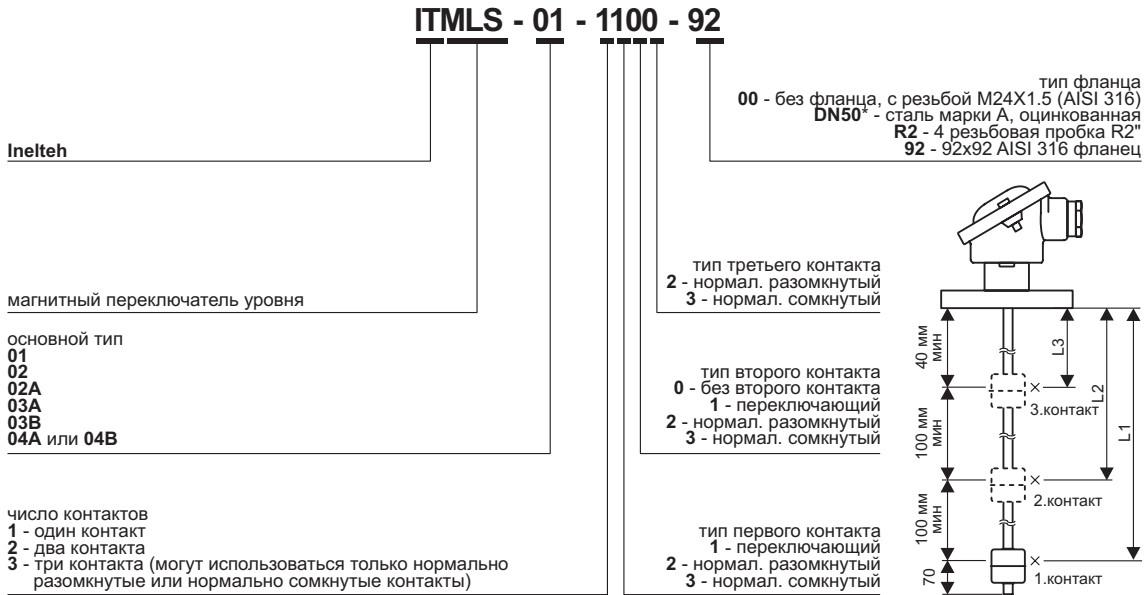 ITMLS - 01 - 1100 - 92
тип фланца
00 - без фланца, с резьбой M24X1.5 (AISI 316)
DN50* - сталь марки А, оцинкованная
R2 - 4 резьбовая пробка R2"
92 - 92x92 AISI 316 фланец
Inelteh
магнитный переключатель уровня
тип третьего контакта
2 - нормал. разомкнутый
3 - нормал. сомкнутый
основной тип
01
02
02A
03A
03B
04A или 04B
тип второго контакта
0 - без второго контакта
1 - переключающий
2 - нормал. разомкнутый
3 - нормал. сомкнутый
число контактов
1 - один контакт
2 - два контакта
3 - три контакта (могут использоваться только нормально
разомкнутые или нормально сомкнутые контакты)
тип первого контакта
1 - переключающий
2 - нормал. разомкнутый
3 - нормал. сомкнутый
40 мм
мин
L3
L2
L1
3.контакт
100 мм
мин
2.контакт
100 мм
мин
1.контакт
70